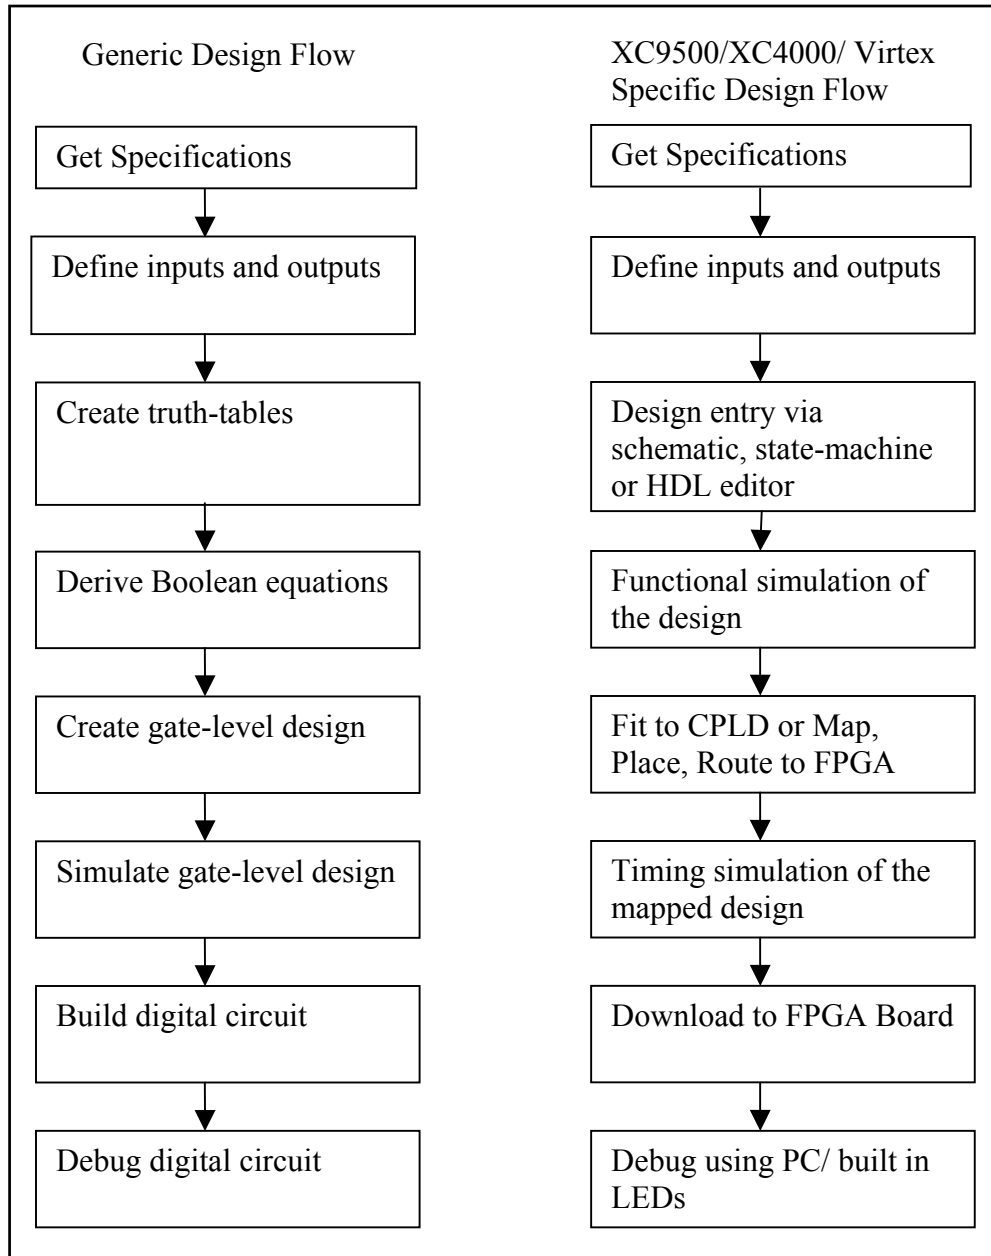 Generic Design Flow
Get Specifications
Define inputs and outputs
Create truth-tables
Derive Boolean equations
Create gate-level design
Simulate gate-level design
Build digital circuit
Debug digital circuit
XC9500/XC4000/ Virtex
Specific Design Flow
Get Specifications
Define inputs and outputs
Design entry via
schematic, state-machine
or HDL editor
Functional simulation of
the design
Fit to CPLD or Map,
Place, Route to FPGA
Timing simulation of the
mapped design
Download to FPGA Board
Debug using PC/ built in
LEDs